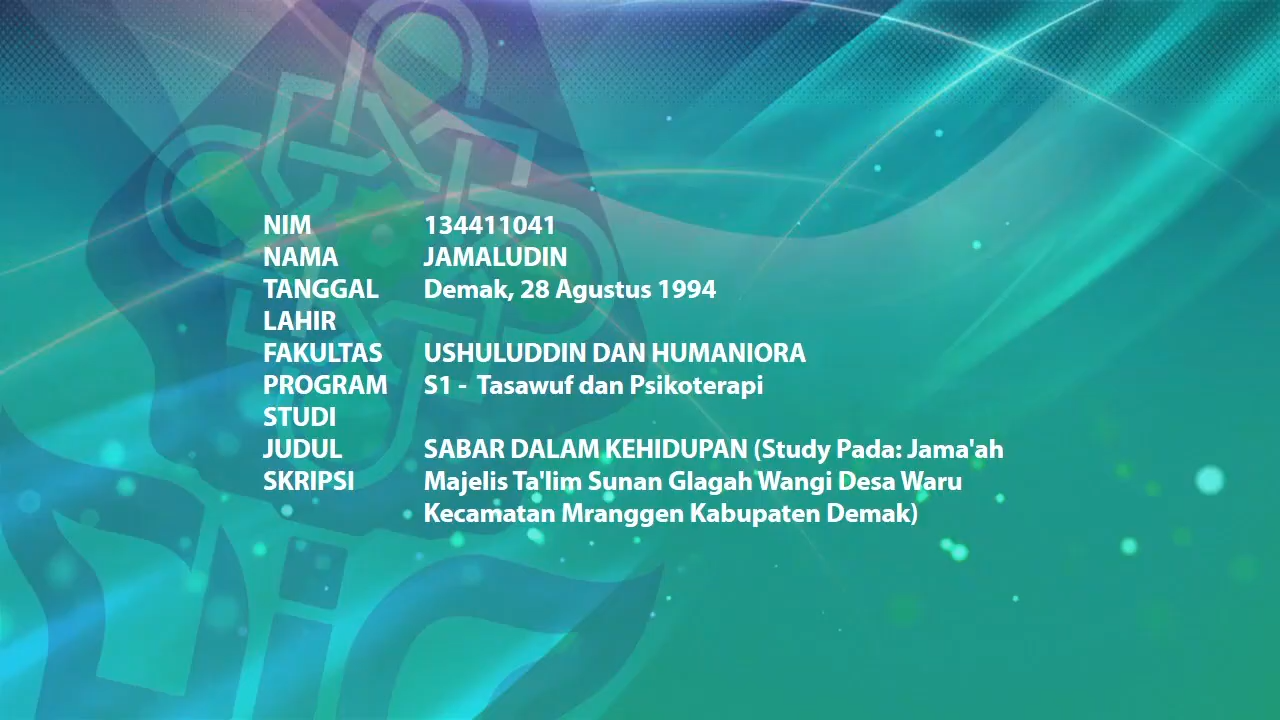 NIM 134411041
NAMA JAMALUDIN
TANGGAL Demak, 28 Agustus 1994
LAHIR
FAKULTAS USHULUDDIN DAN HUMANIORA
PROGRAM S1 - Tasawuf dan Psikoterapi
STUDI
JUDUL SABAR DALAM KEHIDUPAN (Study Pada: Jama'ah
SKRIPSI Majelis Ta'lim Sunan Glagah Wangi Desa Waru
Kecamatan Mranggen Kabupaten Demak)